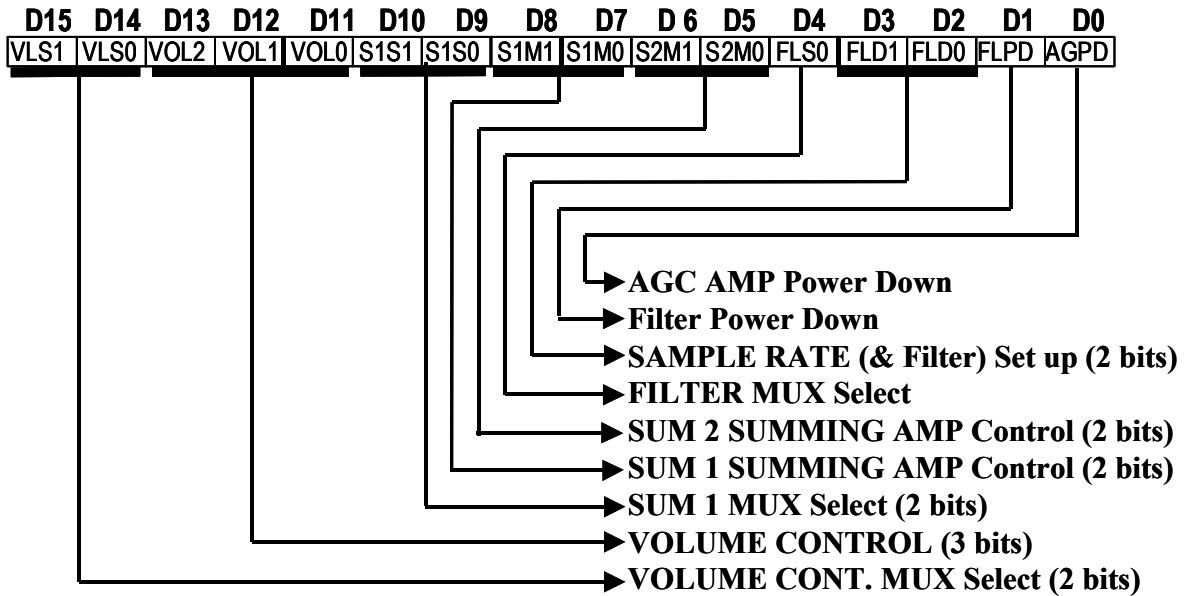 D15 D14 D13 D12 D11 D10 D9 D8 D7 D 6 D5 D4 D3 D2 D1 D0
VLS1 VLS0 VOL2 VOL1 VOL0 S1S1 S1S0 S1M1 S1M0 S2M1 S2M0 FLS0 FLD1 FLD0 FLPD AGPD
AGC AMP Power Down
Filter Power Down
SAMPLE RATE (& Filter) Set up (2 bits)
FILTER MUX Select
SUM 2 SUMMING AMP Control (2 bits)
SUM 1 SUMMING AMP Control (2 bits)
SUM 1 MUX Select (2 bits)
VOLUME CONTROL (3 bits)
VOLUME CONT. MUX Select (2 bits)